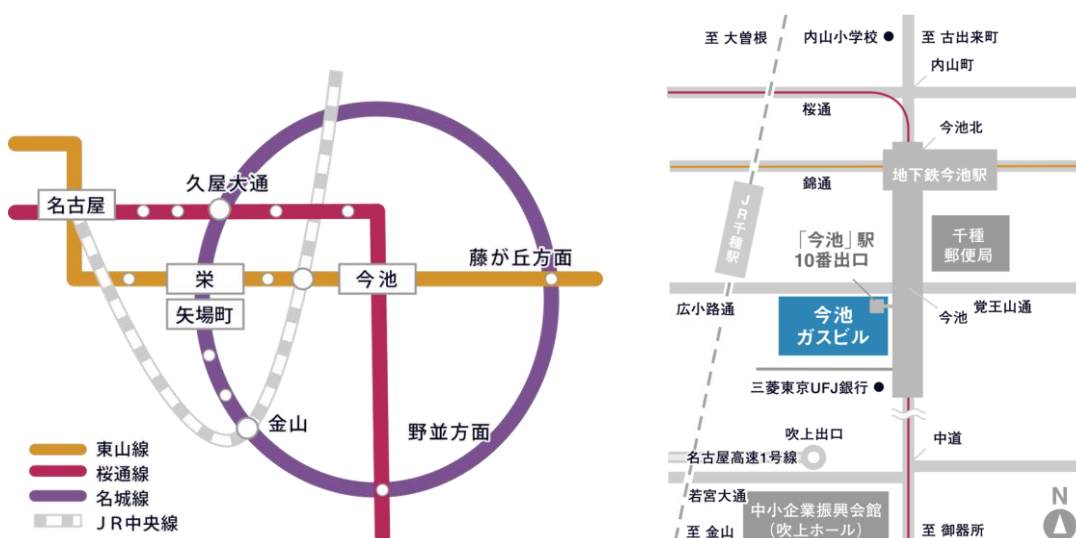 久屋大通
名古屋
藤が丘方面
栄
今池
矢場町
金山
野並方面
東山線
桜通線
名城線
JR中央線
至 大曽根
内山小学校
至 古出来町
内山町
桜通
今池北
地下鉄今池駅
錦通
JR千種駅
「今池」駅
10番出口
千種
郵便局
広小路通
今池
ガスビル
今池
覚王山通
三菱東京UFJ銀行
吹上出口
中道
名古屋高速1号線
若宮大通
中小企業振興会館
(吹上ホール)
至 金山
至 御器所
N